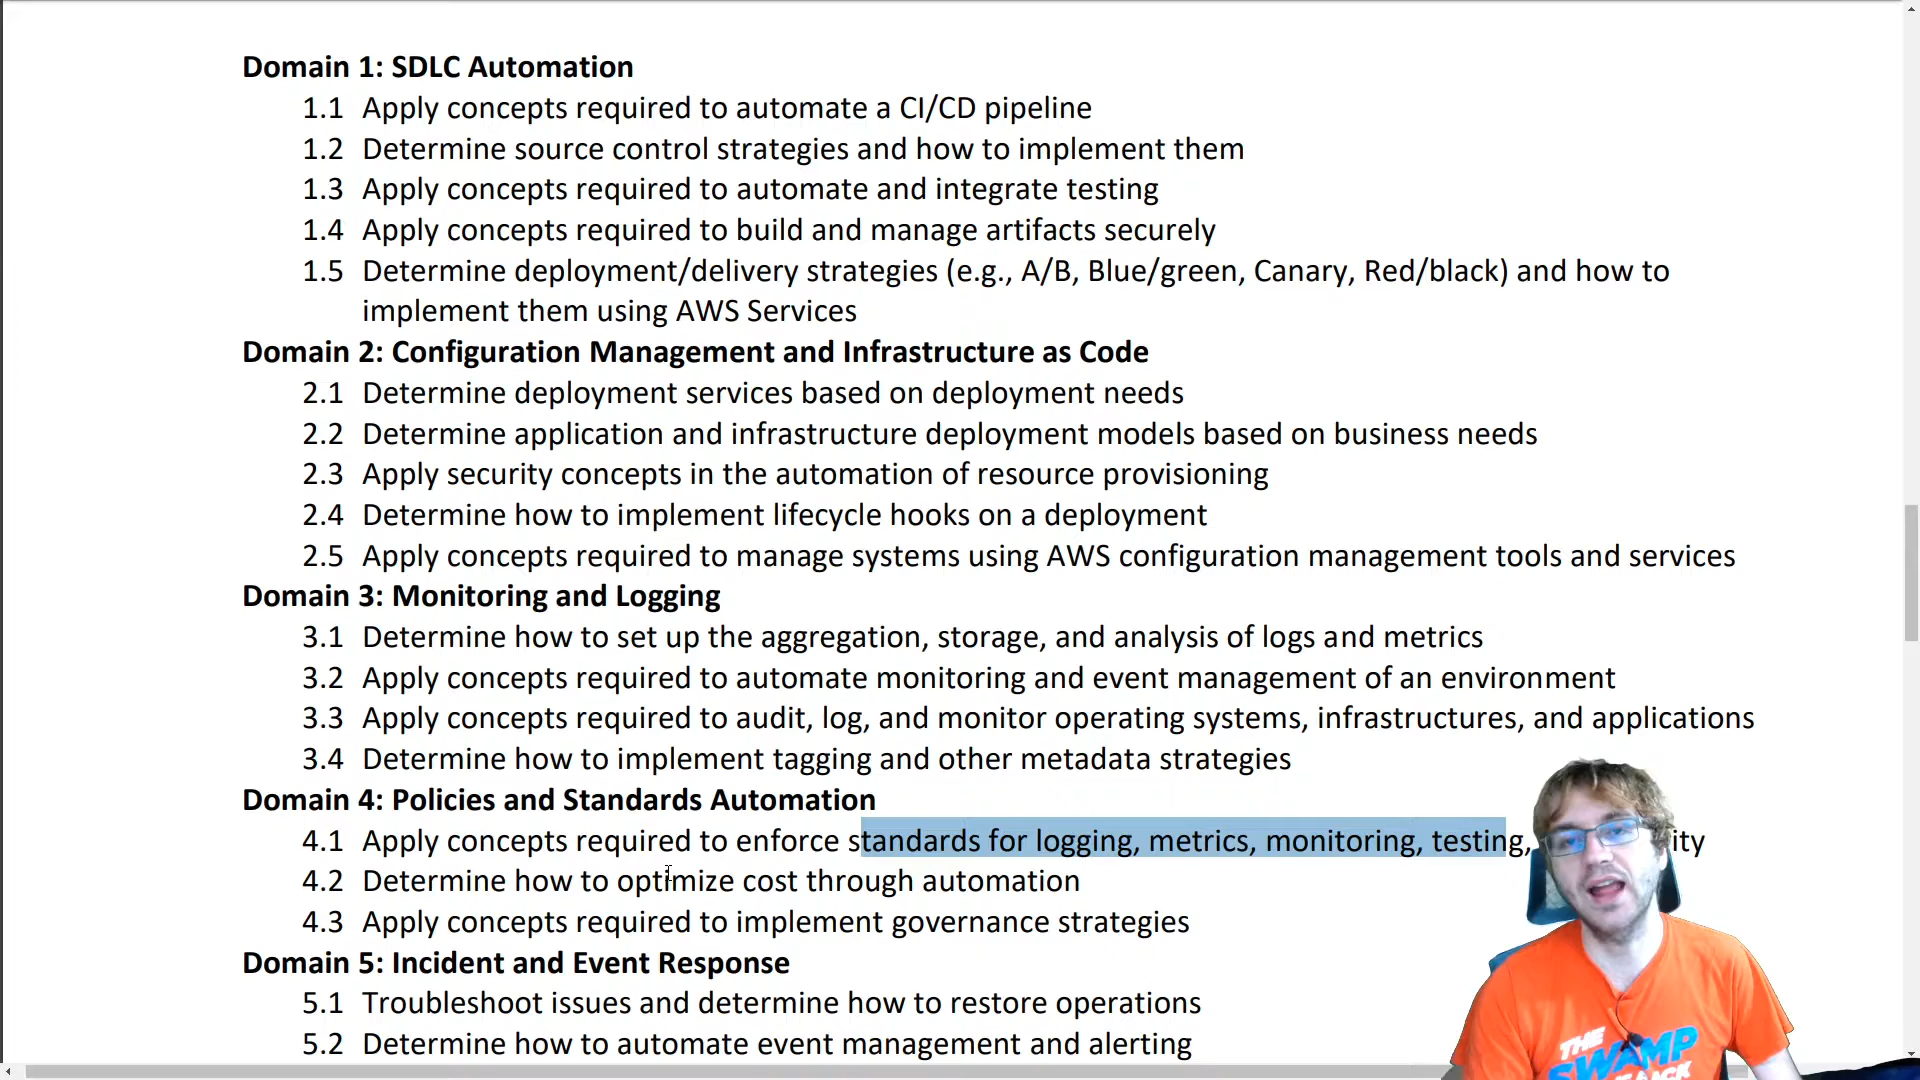 Domain 1: SDLC Automation
1.1 Apply concepts required to automate a CI/CD pipeline
1.2 Determine source control strategies and how to implement them
1.3 Apply concepts required to automate and integrate testing
1.4 Apply concepts required to build and manage artifacts securely
1.5 Determine deployment/delivery strategies (e.g., A/B, Blue/green, Canary, Red/black) and how to
implement them using AWS Services
Domain 2: Configuration Management and Infrastructure as Code
2.1 Determine deployment services based on deployment needs
2.2 Determine application and infrastructure deployment models based on business needs
2.3 Apply security concepts in the automation of resource provisioning
2.4 Determine how to implement lifecycle hooks on a deployment
2.5 Apply concepts required to manage systems using AWS configuration management tools and services
Domain 3: Monitoring and Logging
3.1 Determine how to set up the aggregation, storage, and analysis of logs and metrics
3.2 Apply concepts required to automate monitoring and event management of an environment
3.3 Apply concepts required to audit, log, and monitor operating systems, infrastructures, and applications
3.4 Determine how to implement tagging and other metadata strategies
Domain 4: Policies and Standards Automation
4.1 Apply concepts required to enforce standards for logging, metrics, monitoring, testing, ity
4.2 Determine how to optimize cost through automation
4.3 Apply concepts required to implement governance strategies
Domain 5: Incident and Event Response
5.1 Troubleshoot issues and determine how to restore operations
5.2 Determine how to automate event management and alerting
THE
SWAMP